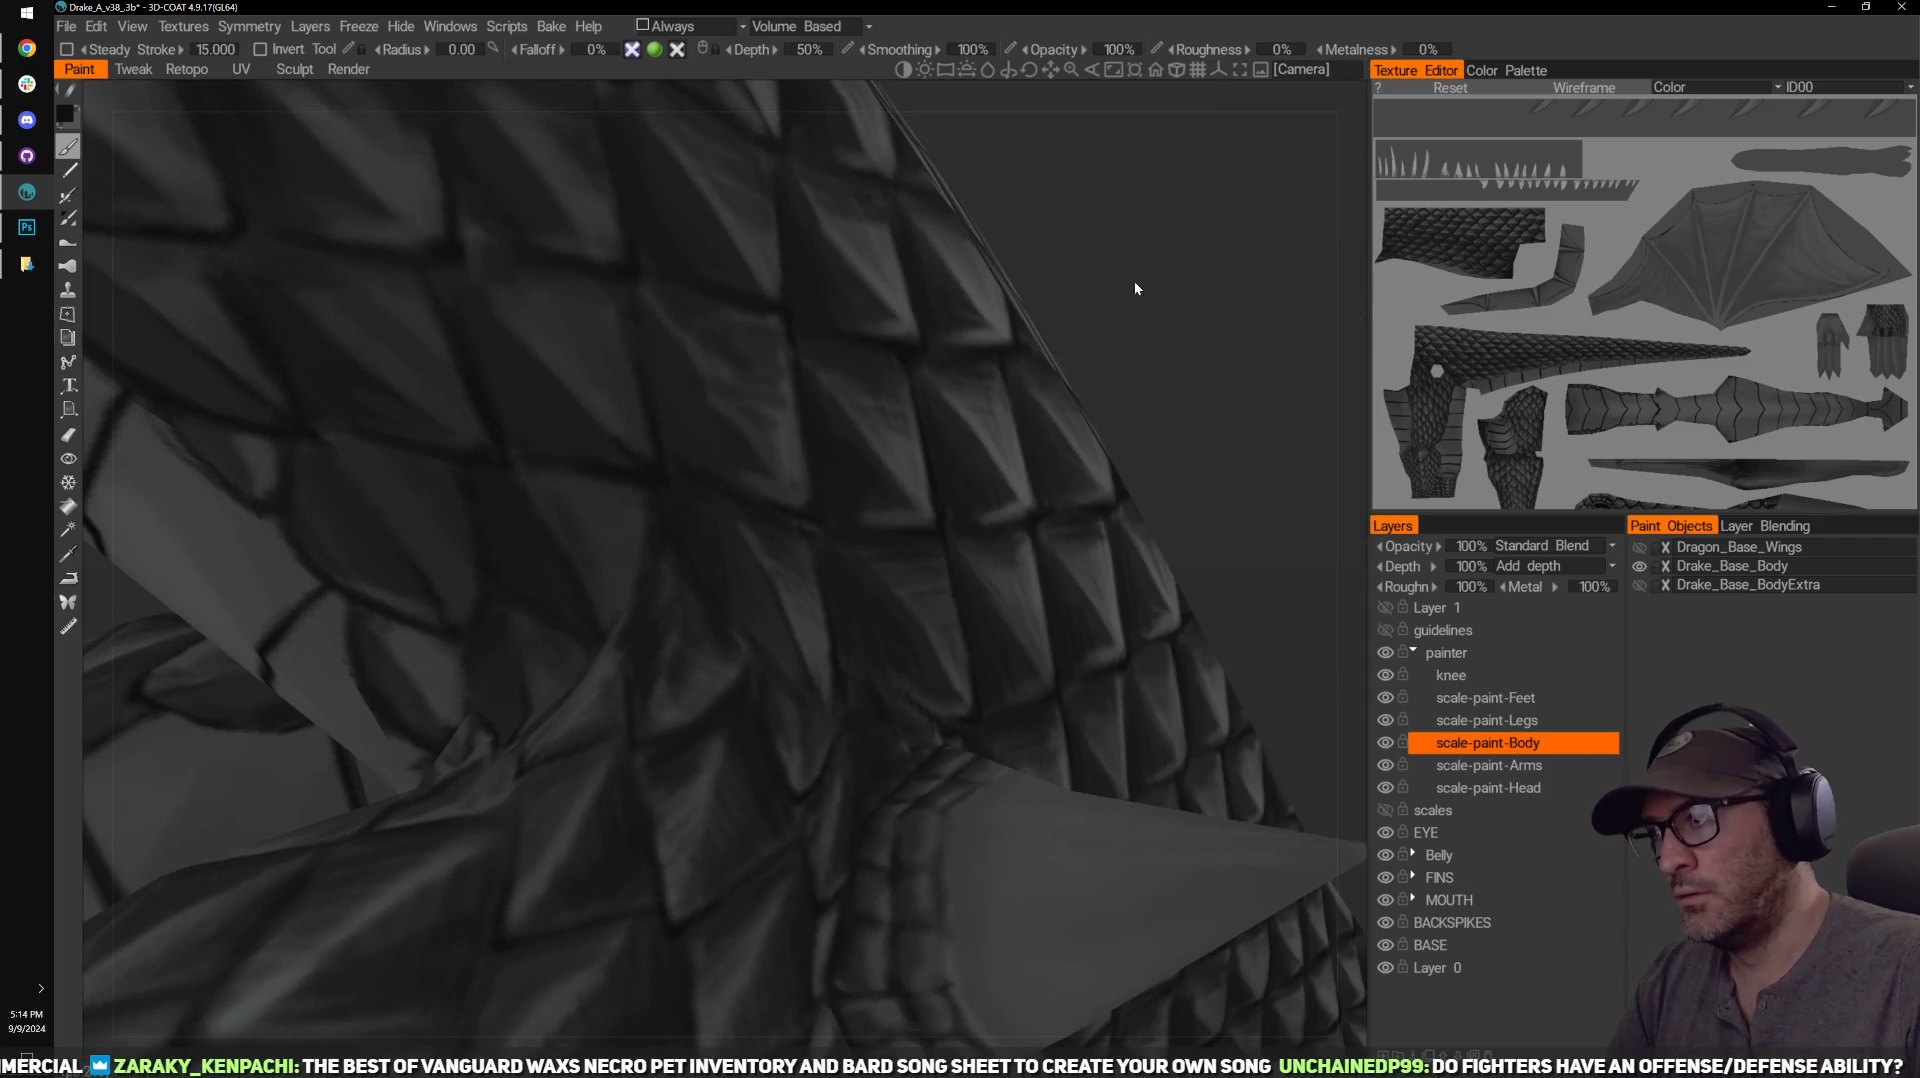 Drake_A_v38_.3b* - 3D-COAT 4.9.17(GL64)
File Edit View Textures Symmetry Layers Freeze Hide Windows Scripts Bake Help Always Volume Based
Steady Stroke 15.000 Invert Tool Radius 0.00 Falloff 0% Depth 50% Smoothing 100% Opacity 100% Roughness 0% Metalness 0%
Paint Tweak Retopo UV Sculpt Render [Camera]
Texture Editor Color Palette
? Reset Wireframe Color ID00
Ps
Layers
Opacity 100% Standard Blend
Depth 100% Add depth
Roughn 100% Metal 100%
Layer 1
guidelines
painter
knee
scale-paint-Feet
scale-paint-Legs
scale-paint-Body
scale-paint-Arms
scale-paint-Head
scales
EYE
Belly
FINS
MOUTH
BACKSPIKES
BASE
Layer 0
Paint Objects Layer Blending
Dragon_Base_Wings
Drake_Base_Body
Drake_Base_BodyExtra
5:14 PM
9/9/2024
MMERCIAL ZARAKY_KENPACHI: THE BEST OF VANGUARD WAXS NECRO PET INVENTORY AND BARD SONG SHEET TO CREATE YOUR OWN SONG UNCHAINEDP99: DO FIGHTERS HAVE AN OFFENSE/DEFENSE ABILITY?